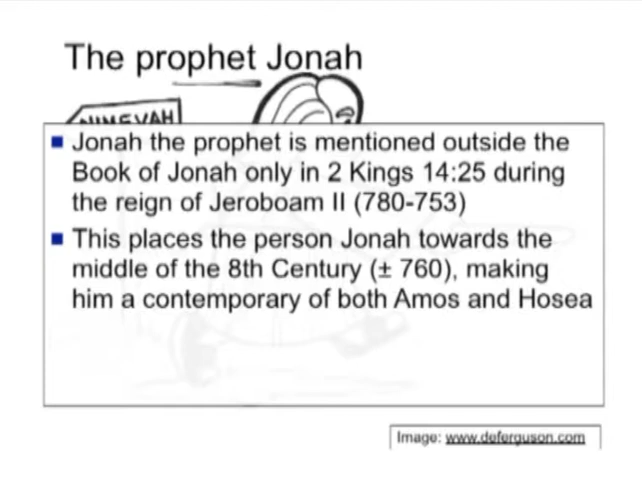 The prophet Jonah
NINEVAH
Jonah the prophet is mentioned outside the
Book of Jonah only in 2 Kings 14:25 during
the reign of Jeroboam II (780-753)
This places the person Jonah towards the
middle of the 8th Century (± 760), making
him a contemporary of both Amos and Hosea
Image: www.deferguson.com